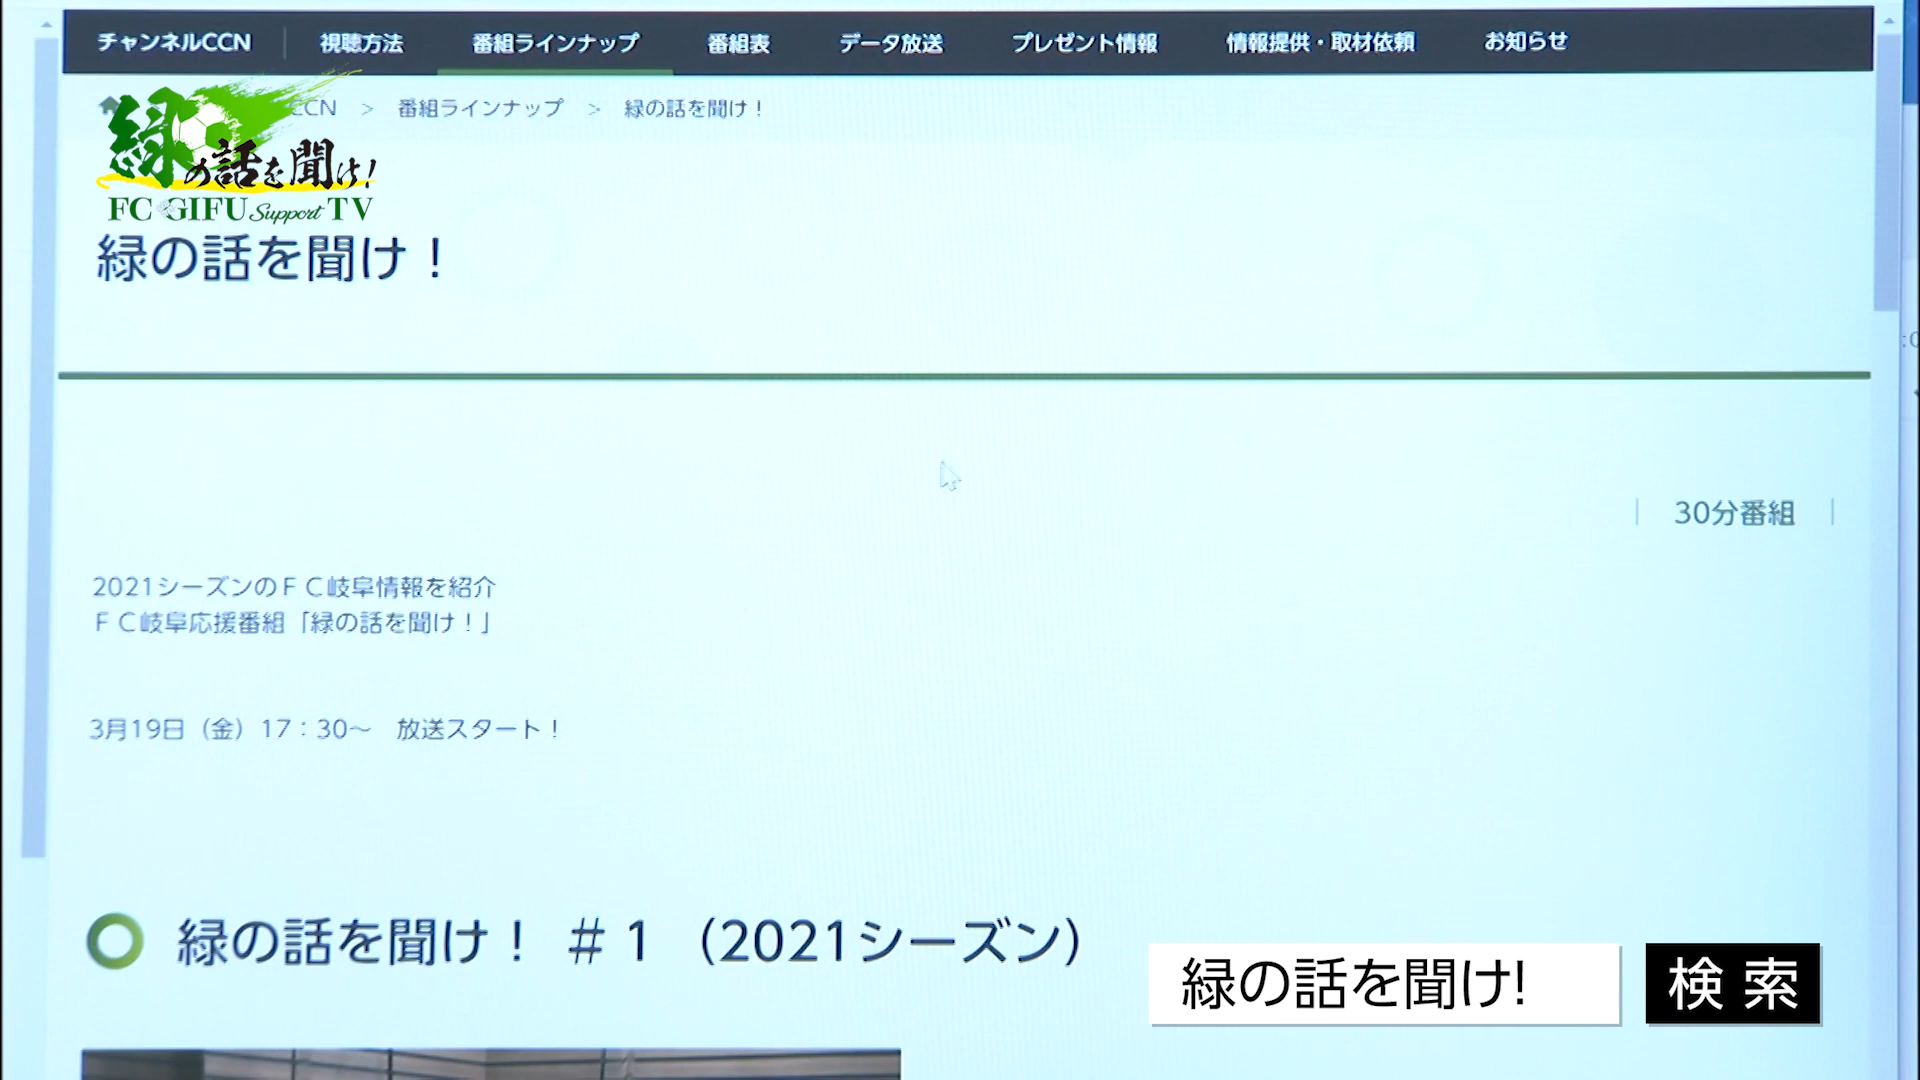 チャンネルCCN 視聴方法 番組ラインナップ 番組表 データ放送 プレゼント情報 情報提供・取材依頼 お知らせ
CCN > 番組ラインナップ > 緑の話を聞け！
緑の話を聞け!
FC GIFU Support TV
緑の話を聞け！
30分番組
2021シーズンのＦＣ岐阜情報を紹介
ＦＣ岐阜応援番組「緑の話を聞け！」
3月19日（金）17：30～　放送スタート！
緑の話を聞け！ ＃１（2021シーズン）
緑の話を聞け!
検索